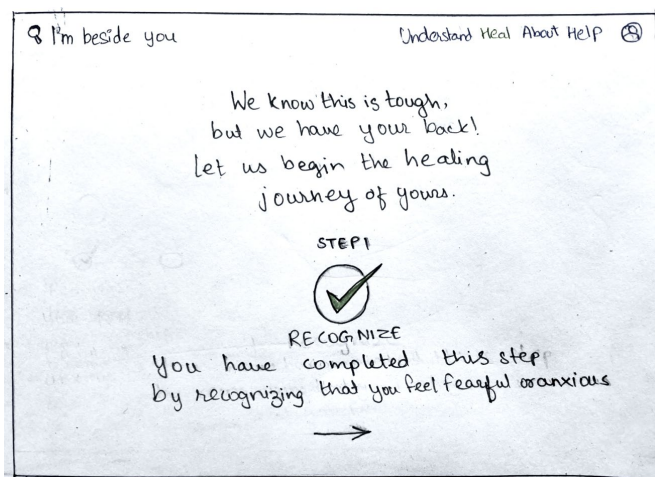 I'm beside you
Understand Heal About Help
We know this is tough,
but we have your back!
let us begin the healing
journey of yours.
STEP 1
RECOGNIZE
You have completed this step
by recognizing that you feel fearful or anxious